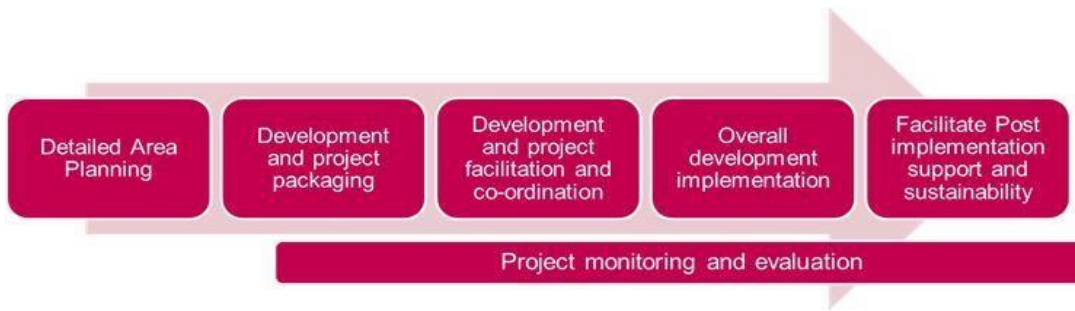 Detailed Area
Planning
Development
and project
packaging
Development
and project
facilitation and
co-ordination
Overall
development
implementation
Facilitate Post
implementation
support and
sustainability
Project monitoring and evaluation